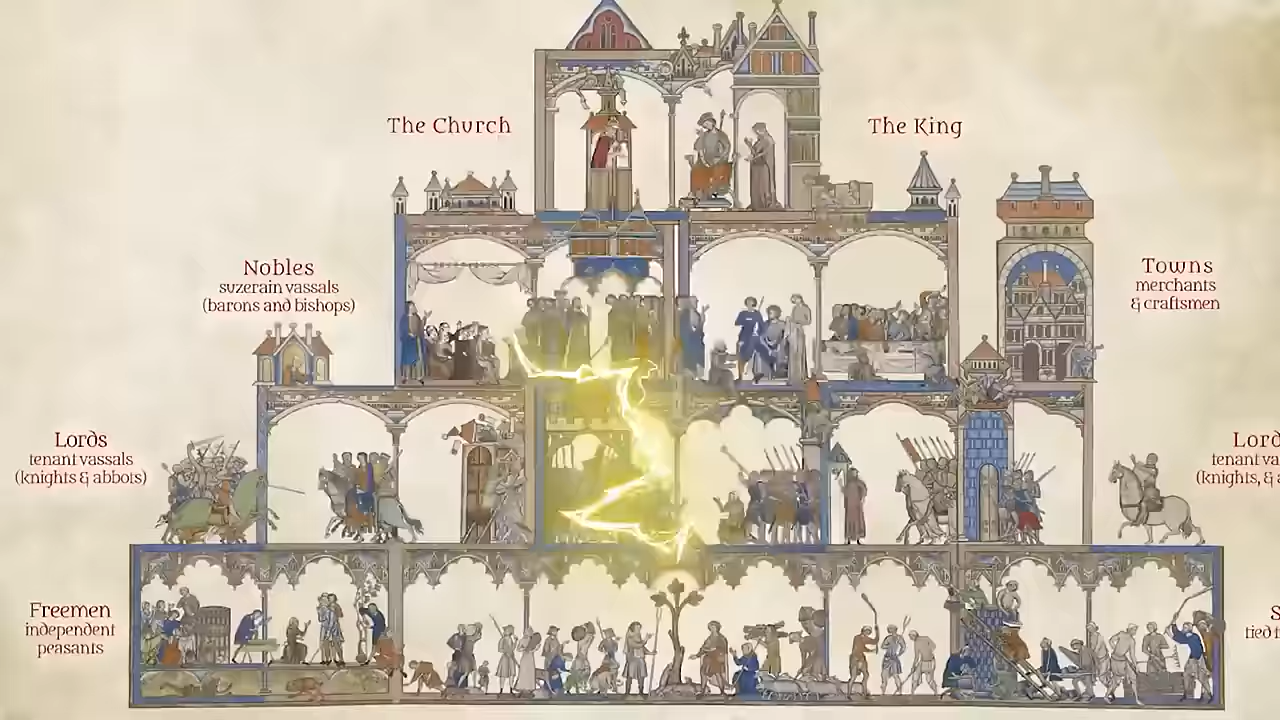 The Church
The King
Nobles
suzerain vassals
(barons and bishops)
Towns
merchants
& craftsmen
Lords
tenant vassals
(knights & abbots)
Lord
tenant va
(knights, & a
Freemen
independent
peasants
S
tied t